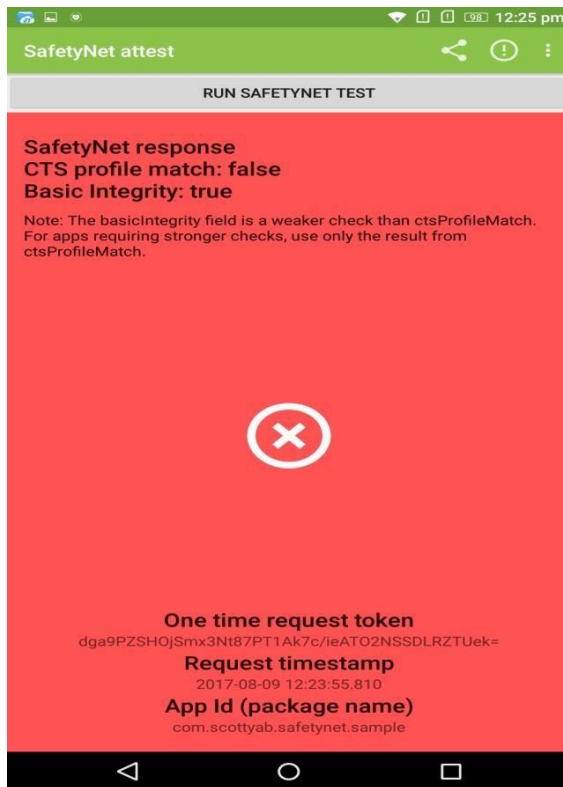 98 12:25 pm
SafetyNet attest
RUN SAFETYNET TEST
SafetyNet response
CTS profile match: false
Basic Integrity: true
Note: The basicIntegrity field is a weaker check than ctsProfileMatch.
For apps requiring stronger checks, use only the result from
ctsProfileMatch.
One time request token
dga9PZSHOjSmx3Nt87PT1Ak7c/ieATO2NSSDLRZTUek=
Request timestamp
2017-08-09 12:23:55.810
App Id (package name)
com.scottyab.safetynet.sample